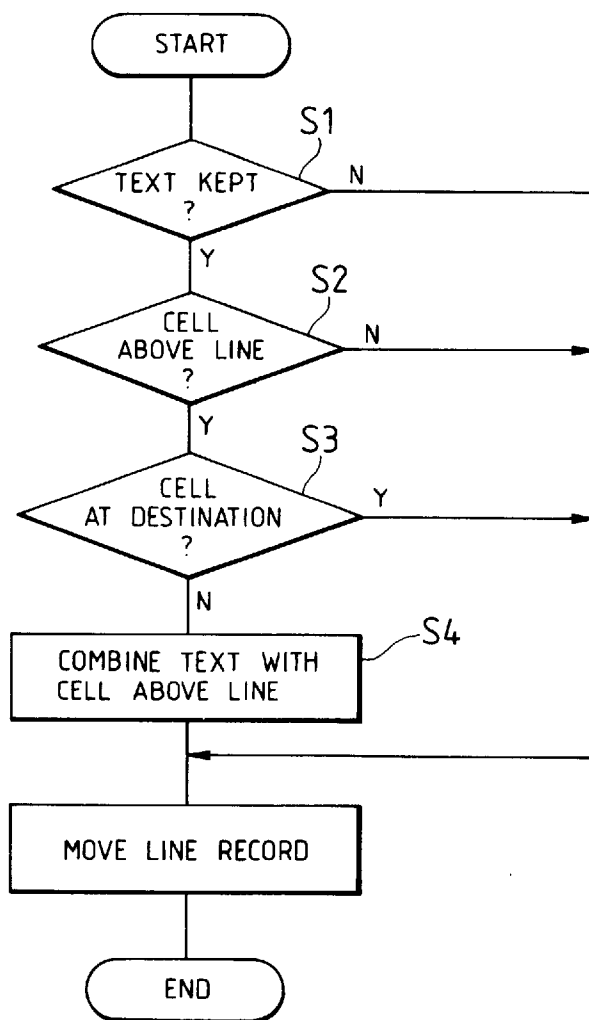 START
S1
TEXT KEPT
?
N
Y
S2
CELL
ABOVE LINE
?
N
Y
S3
CELL
AT DESTINATION
?
Y
N
S4
COMBINE TEXT WITH
CELL ABOVE LINE
MOVE LINE RECORD
END